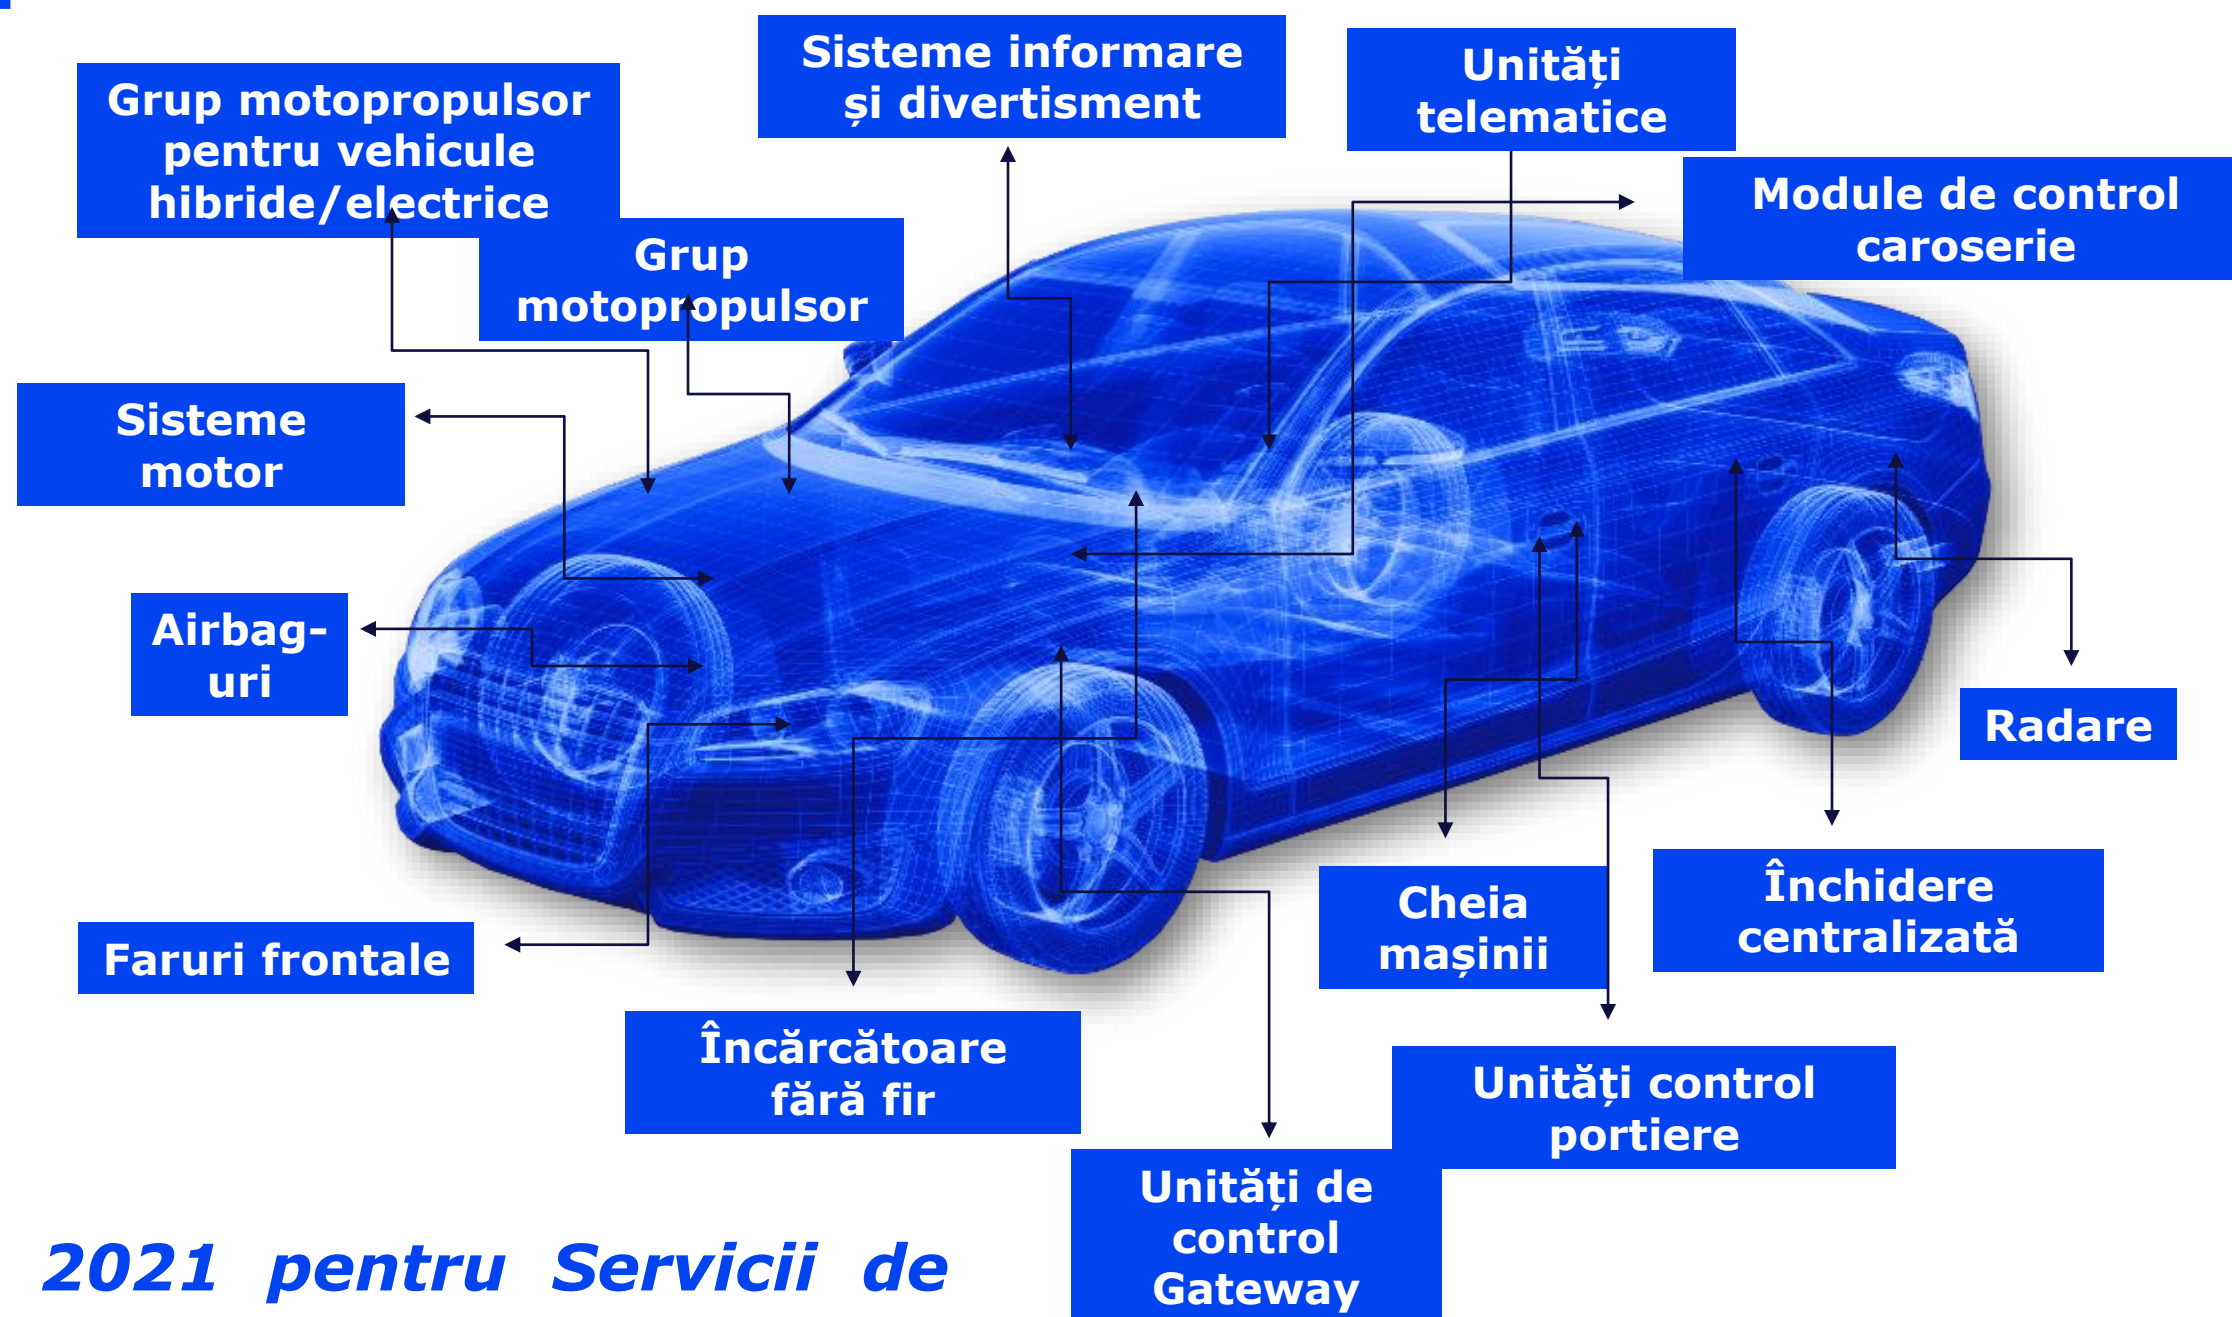 Sisteme informare
și divertisment
Unități
telematice
Grup motopropulsor
pentru vehicule
hibride/electrice
Module de control
caroserie
Grup
motopropulsor
Sisteme
motor
Airbag-
uri
Radare
Cheia
mașinii
Închidere
centralizată
Faruri frontale
Încărcătoare
fără fir
Unități control
portiere
Unități de
control
Gateway
2021 pentru Servicii de